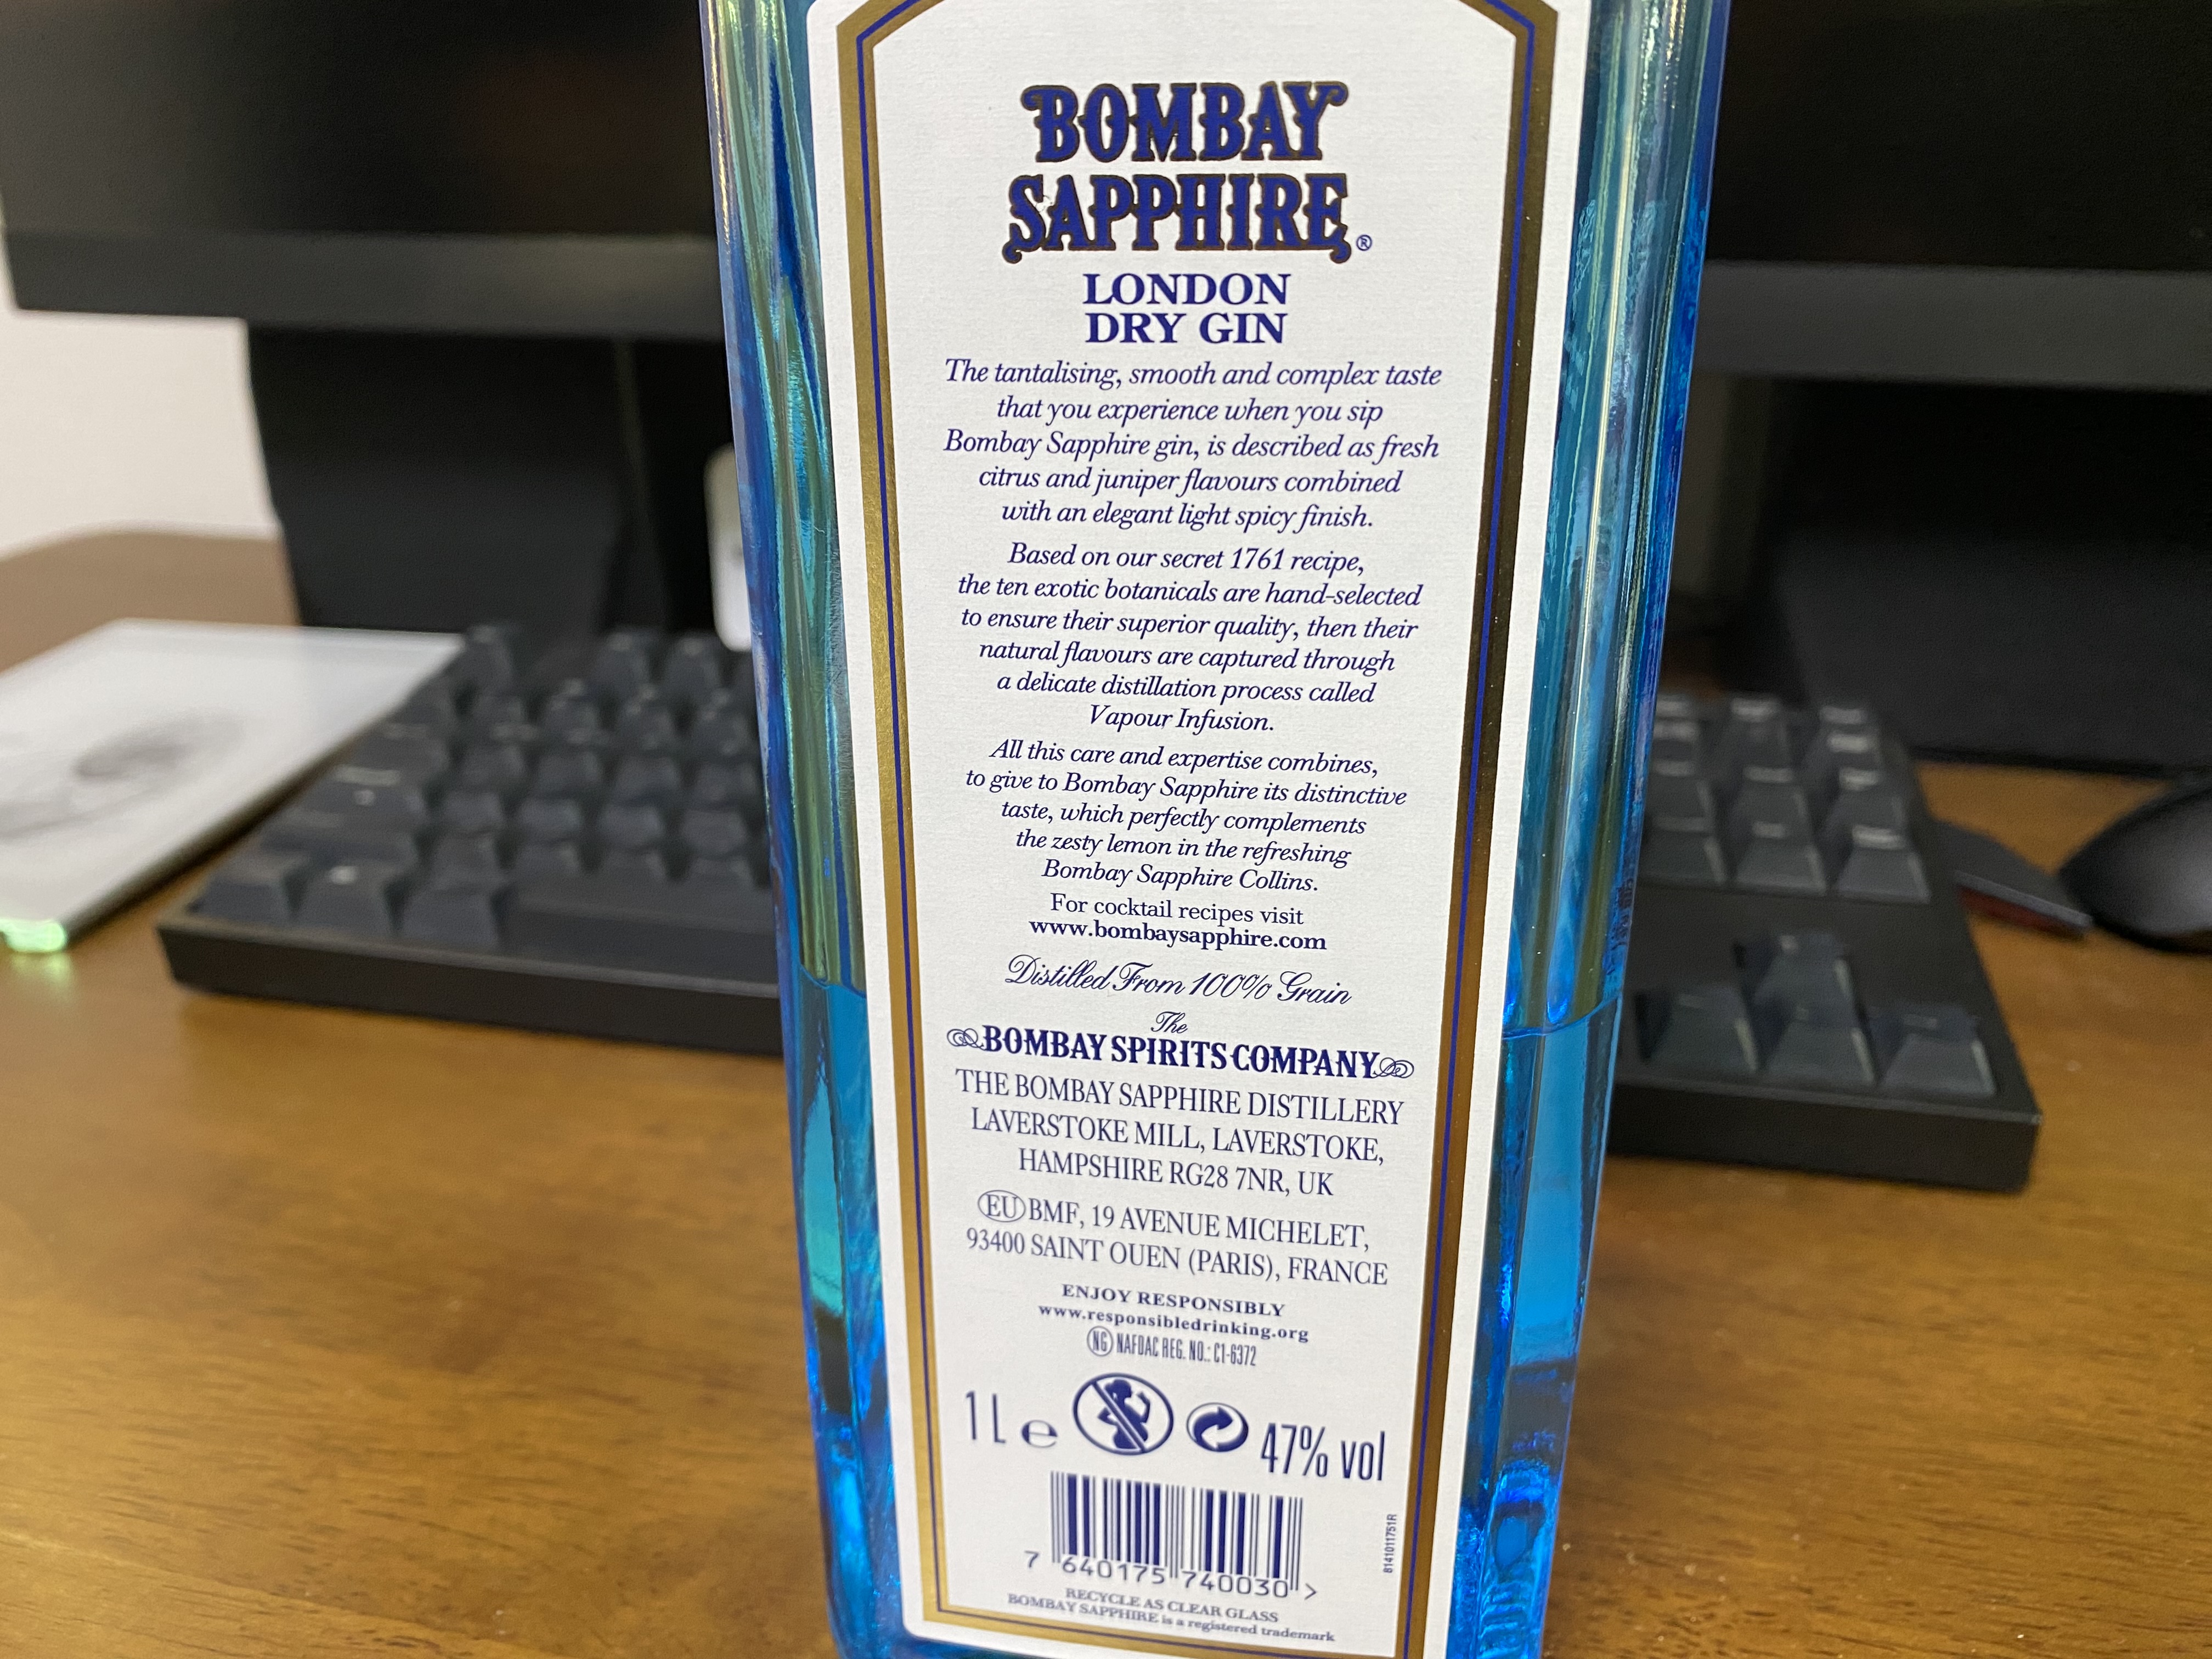 BOMBAY
SAPPHIRE®
LONDON
DRY GIN
The tantalising, smooth and complex taste
that you experience when you sip
Bombay Sapphire gin, is described as fresh
citrus and juniper flavours combined
with an elegant light spicy finish.
Based on our secret 1761 recipe,
the ten exotic botanicals are hand-selected
to ensure their superior quality, then their
natural flavours are captured through
a delicate distillation process called
Vapour Infusion.
All this care and expertise combines,
to give to Bombay Sapphire its distinctive
taste, which perfectly complements
the zesty lemon in the refreshing
Bombay Sapphire Collins.
For cocktail recipes visit
www.bombaysapphire.com
Distilled From 100% Grain
The
BOMBAY SPIRITS COMPANY
THE BOMBAY SAPPHIRE DISTILLERY
LAVERSTOKE MILL, LAVERSTOKE,
HAMPSHIRE RG28 7NR, UK
EU BMF, 19 AVENUE MICHELET,
93400 SAINT OUEN (PARIS), FRANCE
ENJOY RESPONSIBLY
www.responsibledrinking.org
NG NAFDAC REG. NO.: C1-6372
1 L e 47% vol
7 640175 740030 >
8141011751R
RECYCLE AS CLEAR GLASS
BOMBAY SAPPHIRE is a registered trademark